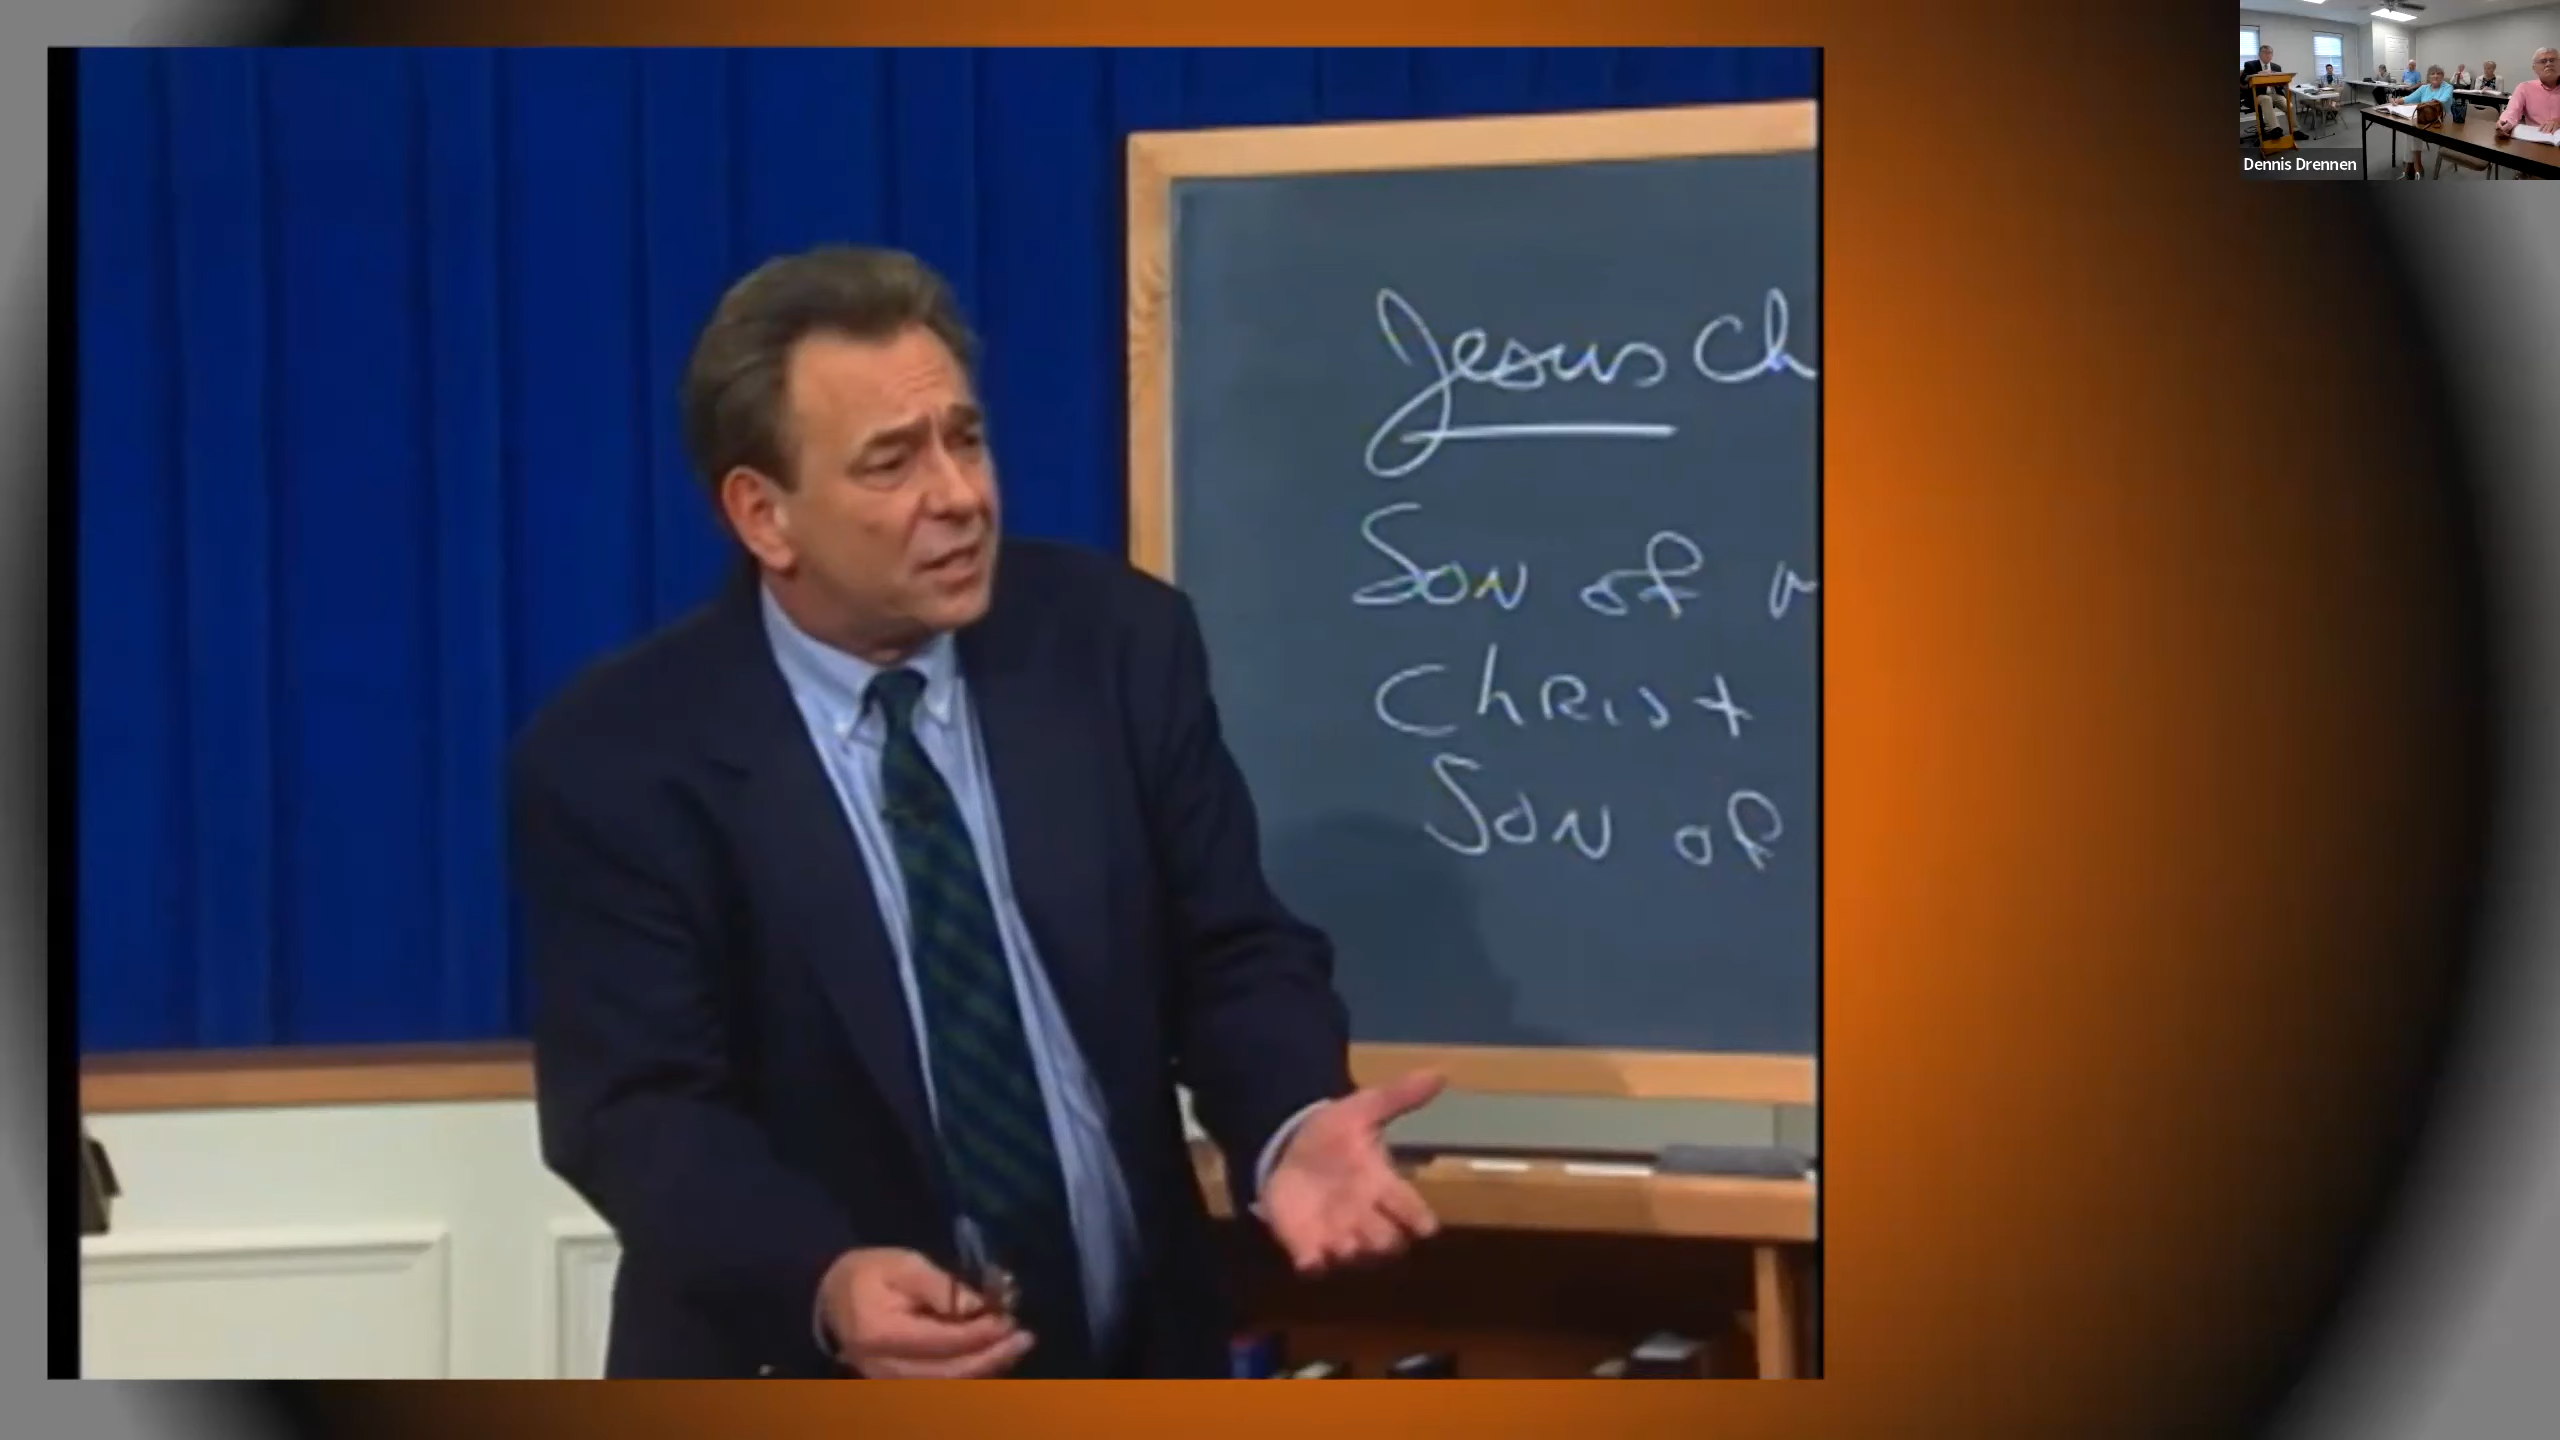 Jesus Ch
Son of
Christ
Son of
Dennis Drennen